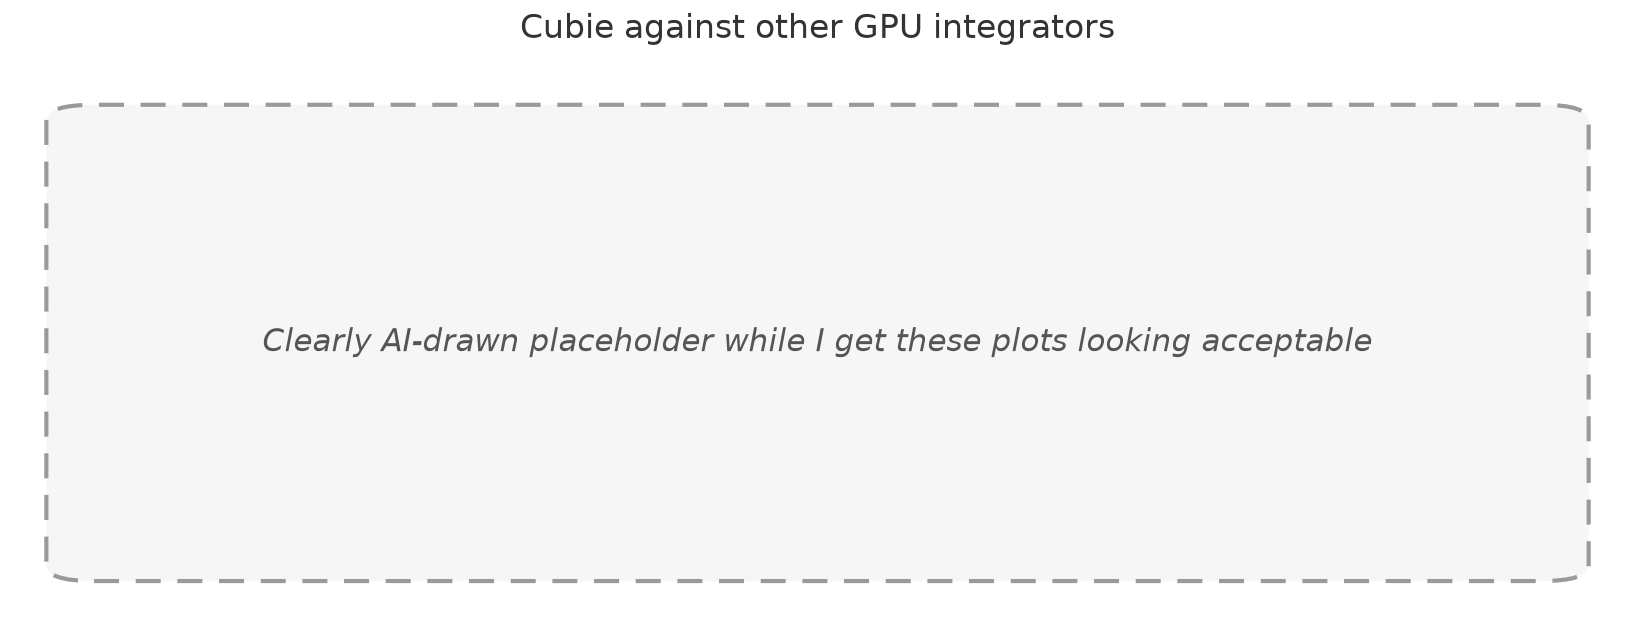 Cubie against other GPU integrators
Clearly AI-drawn placeholder while I get these plots looking acceptable